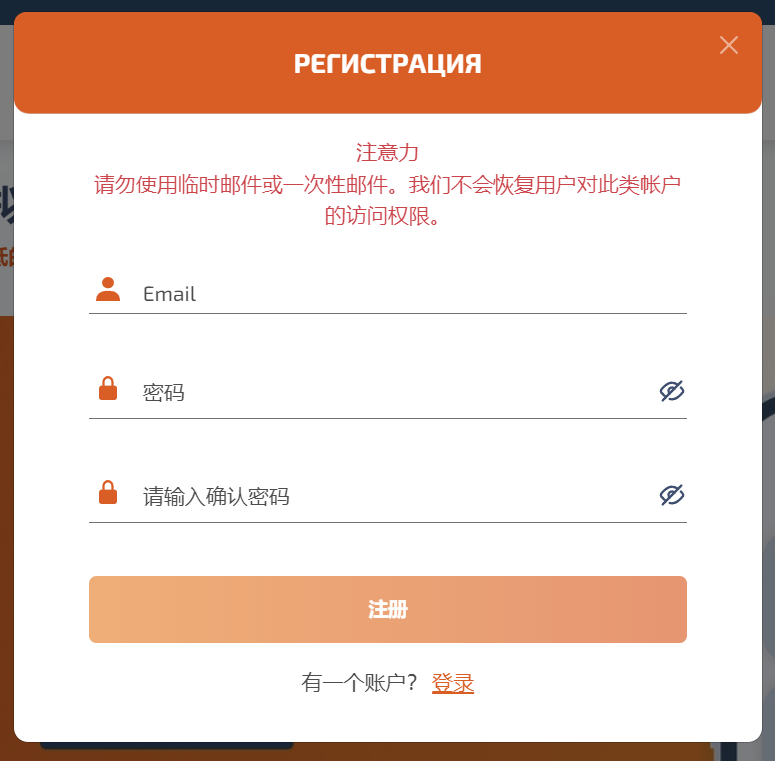 РЕГИСТРАЦИЯ
注意力
请勿使用临时邮件或一次性邮件。我们不会恢复用户对此类帐户
的访问权限。
Email
密码
请输入确认密码
注册
有一个账户？ 登录